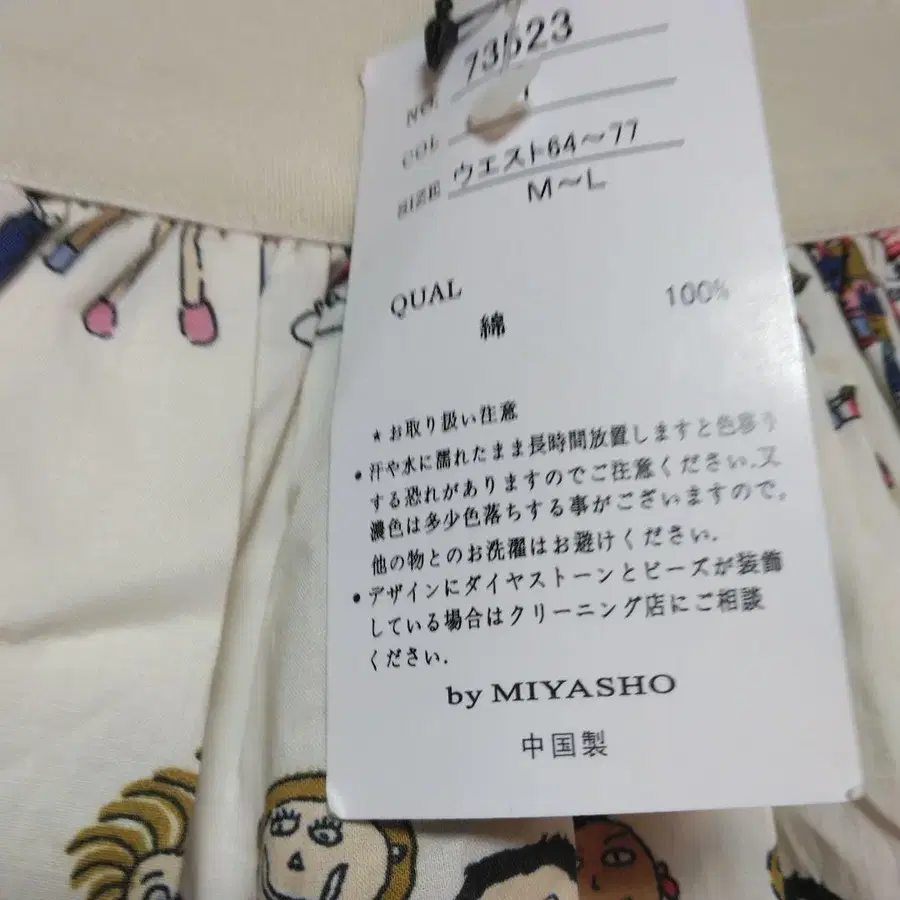 NO. 73523
COL
SIZE ウエスト64～77
M～L
QUAL
綿 100%
★お取り扱い注意
•汗や水に濡れたまま長時間放置しますと色移り
する恐れがありますのでご注意ください.又
濃色は多少色落ちする事がございますので。
他の物とのお洗濯はお避けください.
•デザインにダイヤストーンとビーズが装飾
している場合はクリーニング店にご相談
ください.
by MIYASHO
中国製